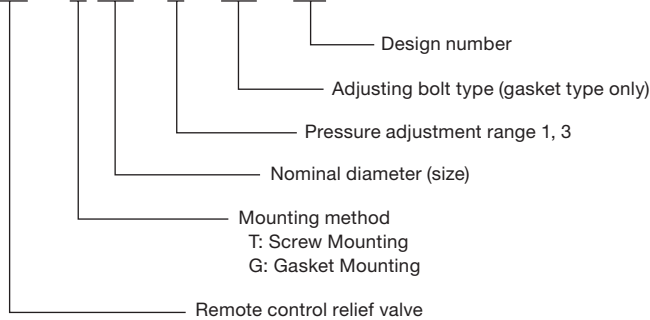 Design number
Adjusting bolt type (gasket type only)
Pressure adjustment range 1, 3
Nominal diameter (size)
Mounting method
T: Screw Mounting
G: Gasket Mounting
Remote control relief valve